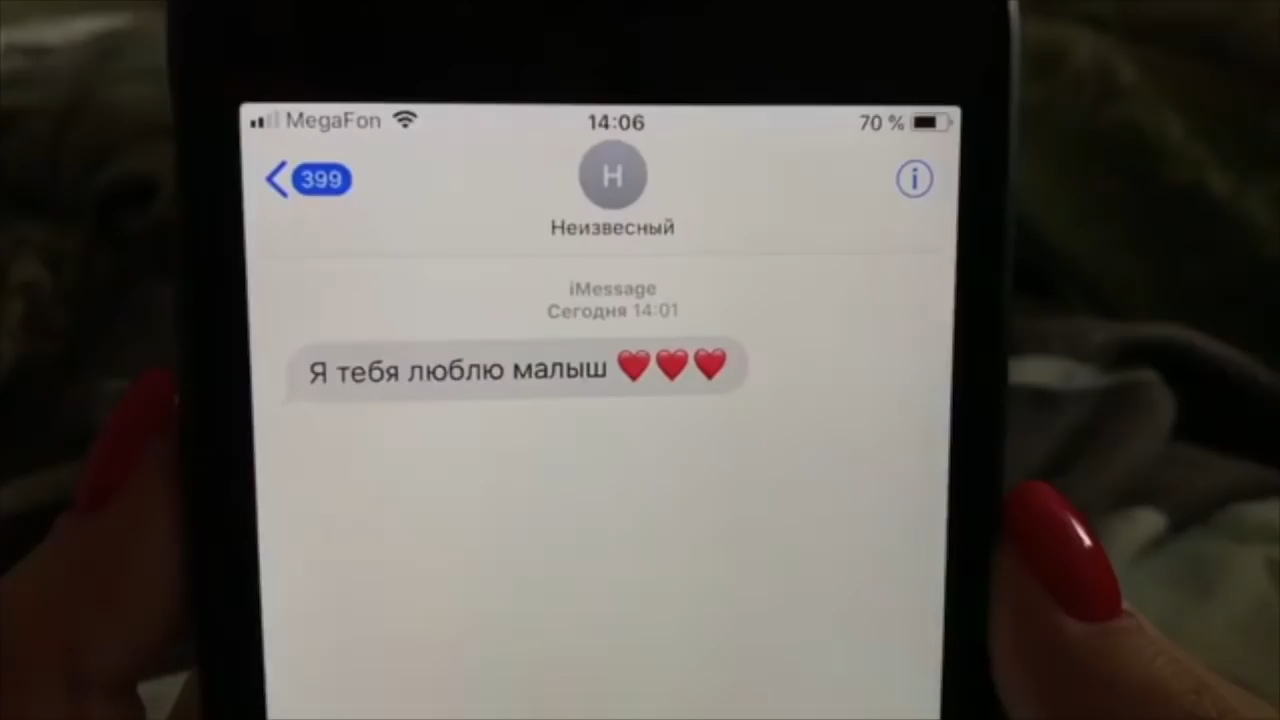 MegaFon 14:06 70 %
399
Н
Неизвесный
iMessage
Сегодня 14:01
Я тебя люблю малыш ❤️❤️❤️